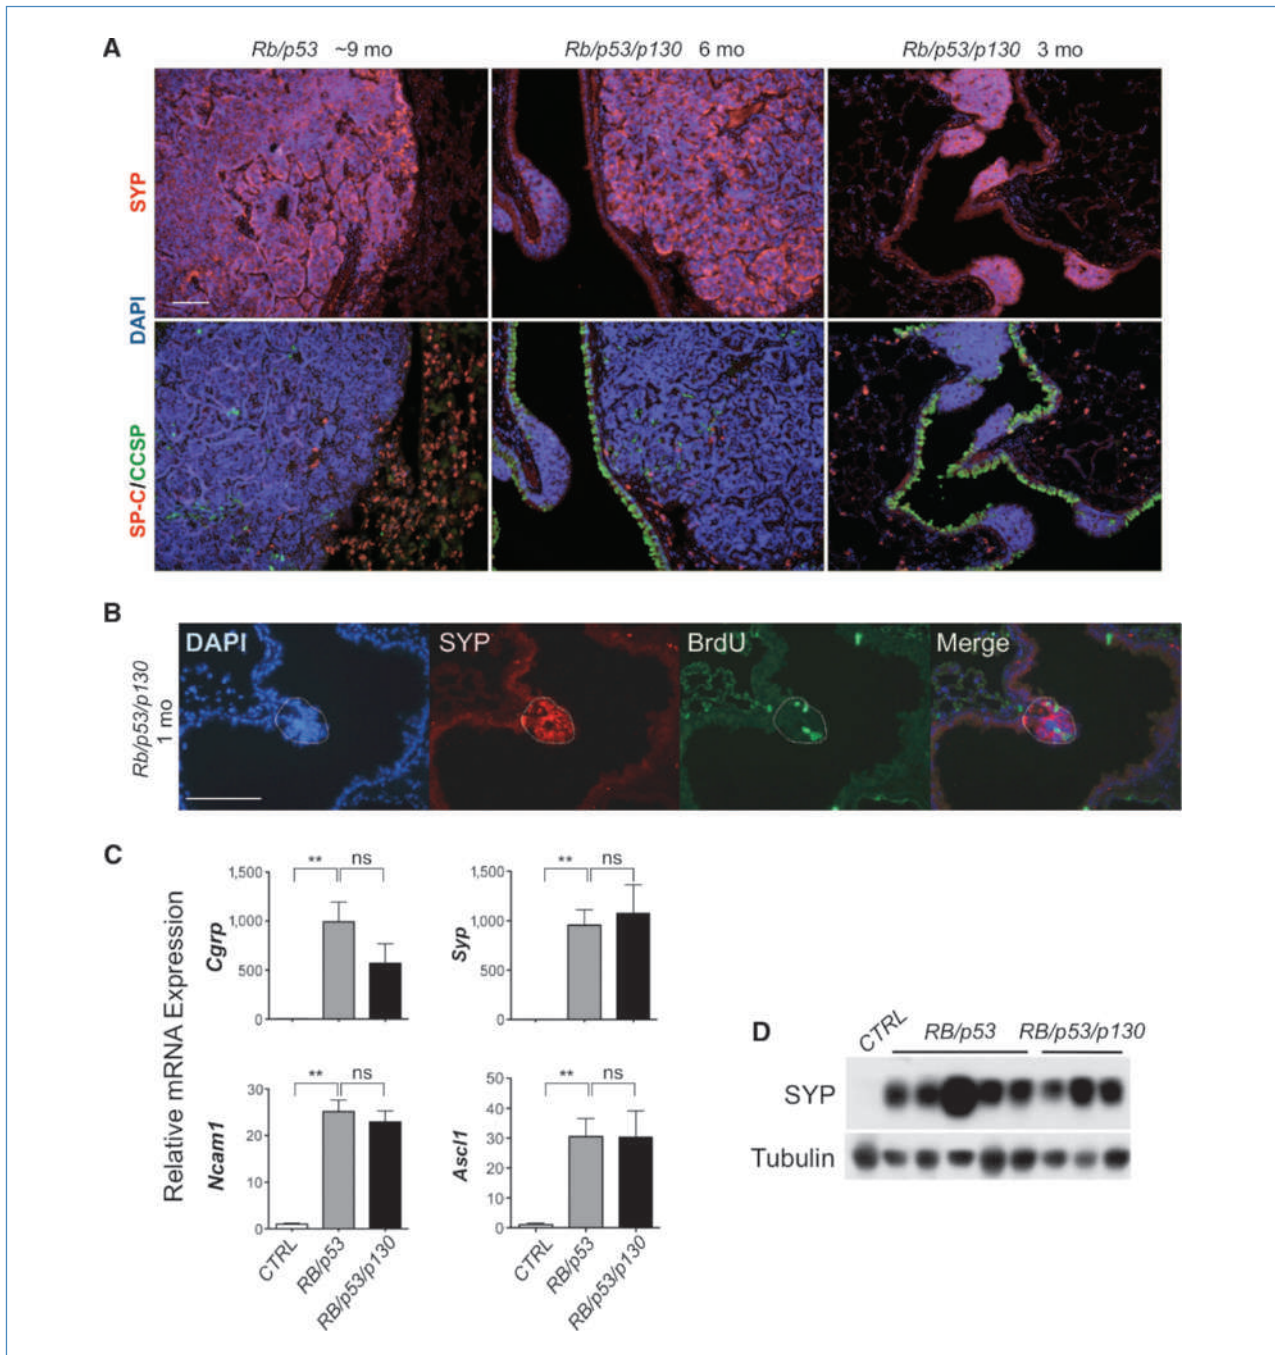 A
Rb/p53 ~9 mo
Rb/p53/p130 6 mo
Rb/p53/p130 3 mo
SYP
DAPI
SP-C/CCSP
B
Rb/p53/p130
1 mo
DAPI
SYP
BrdU
Merge
C
Relative mRNA Expression
Cgrp
1,500
1,000
500
0
**
ns
Syp
1,500
1,000
500
0
**
ns
Ncam1
30
20
10
0
**
ns
CTRL
RB/p53
RB/p53/p130
Ascl1
50
40
30
20
10
0
**
ns
CTRL
RB/p53
RB/p53/p130
D
CTRL
RB/p53
RB/p53/p130
SYP
Tubulin